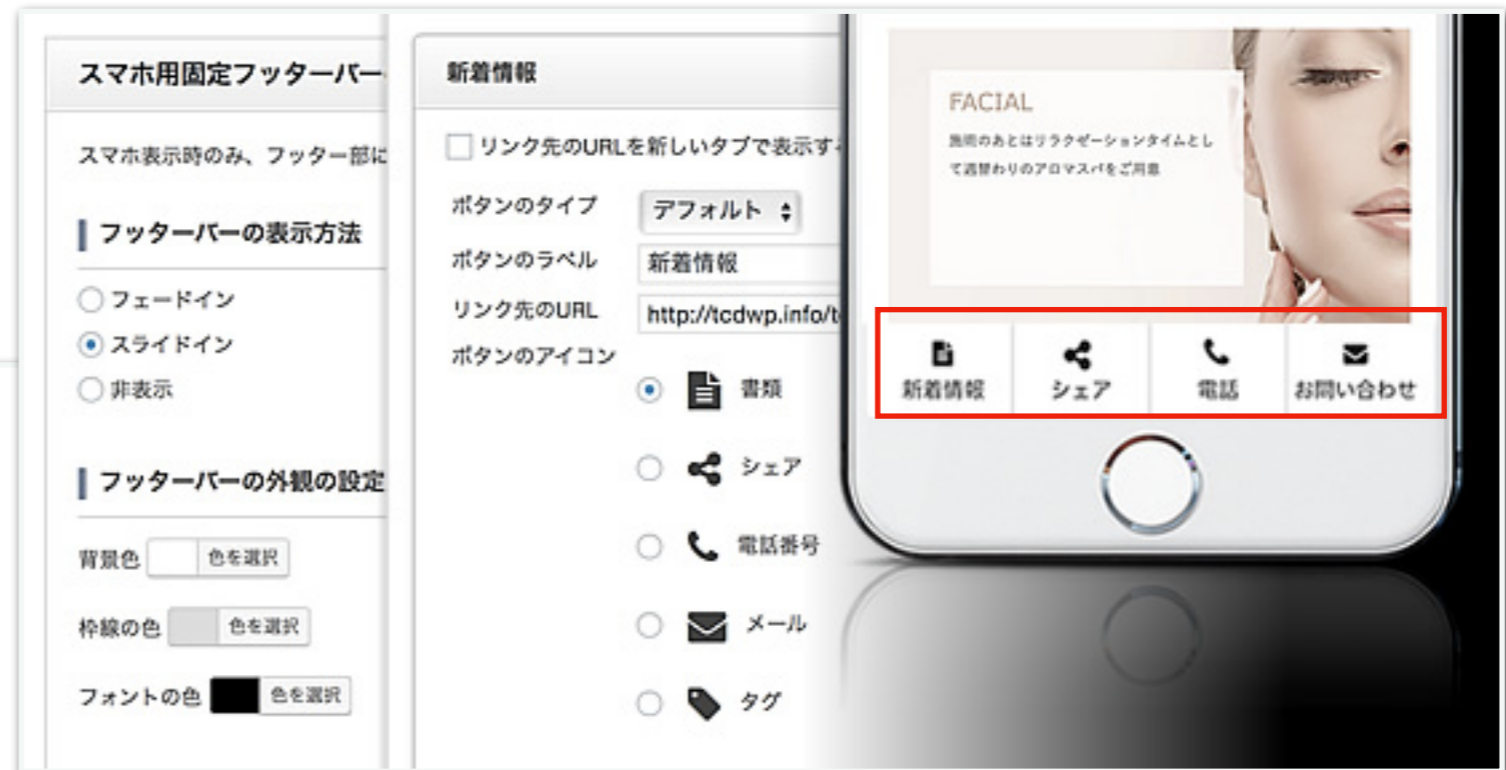 スマホ用固定フッターバー
スマホ表示時のみ、フッター部に
フッターバーの表示方法
フェードイン
スライドイン
非表示
フッターバーの外観の設定
背景色 色を選択
枠線の色 色を選択
フォントの色 色を選択
新着情報
リンク先のURLを新しいタブで表示す
ボタンのタイプ デフォルト
ボタンのラベル 新着情報
リンク先のURL http://tcdwp.info/t
ボタンのアイコン
書類
シェア
電話番号
メール
タグ
FACIAL
施術のあとはリラクゼーションタイムとし
て週替わりのアロマスパをご用意
新着情報 シェア 電話 お問い合わせ